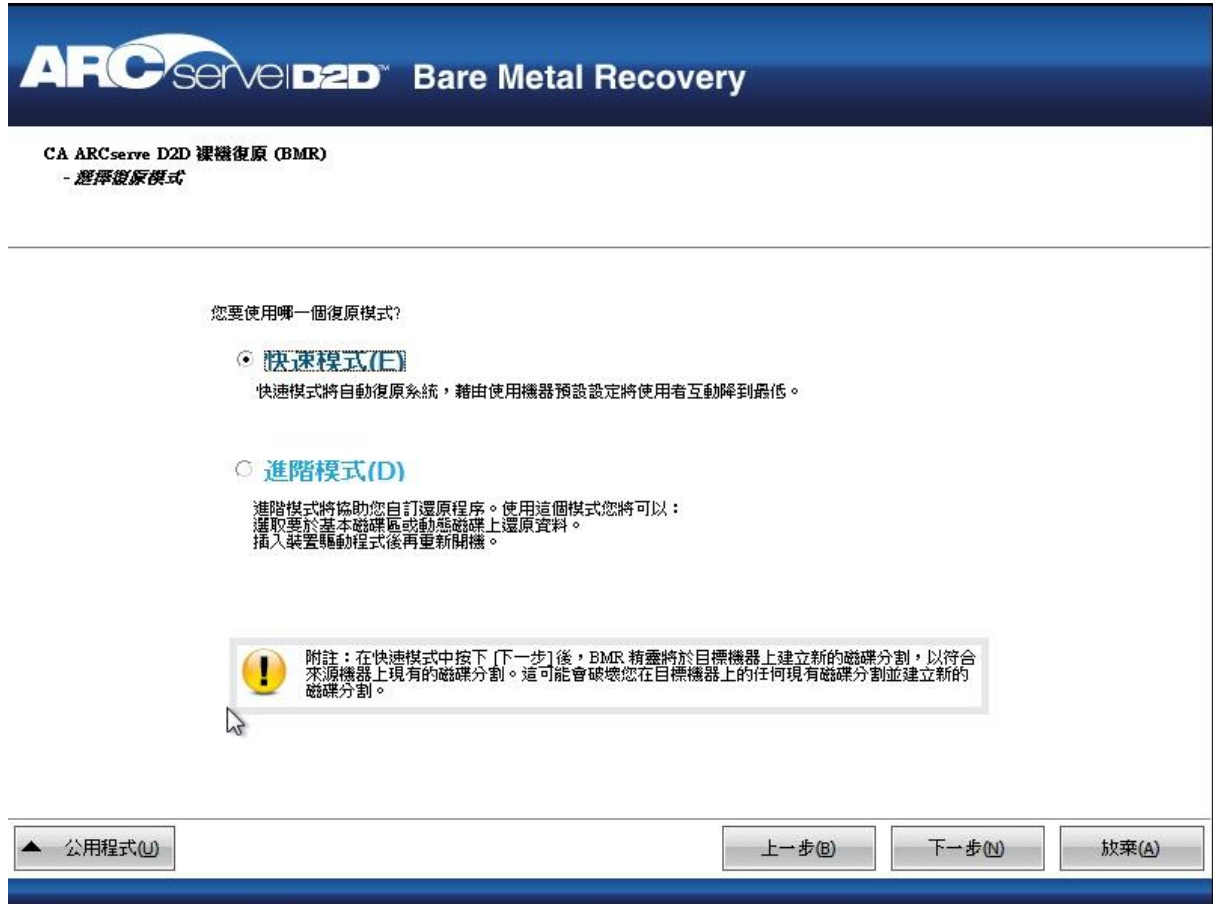 ARCserve D2D™ Bare Metal Recovery
CA ARCserve D2D 裸機復原 (BMR)
- 選擇復原模式
您要使用哪一個復原模式?
快速模式(E)
快速模式將自動復原系統，藉由使用機器預設設定將使用者互動降到最低。
進階模式(D)
進階模式將協助您自訂還原程序。使用這個模式您將可以：
選取要於基本磁碟區或動態磁碟上還原資料。
插入裝置驅動程式後再重新開機。
附註：在快速模式中按下 [下一步] 後，BMR 精靈將於目標機器上建立新的磁碟分割，以符合
來源機器上現有的磁碟分割。這可能會破壞您在目標機器上的任何現有磁碟分割並建立新的
磁碟分割。
公用程式(U)
上一步(B)
下一步(N)
放棄(A)